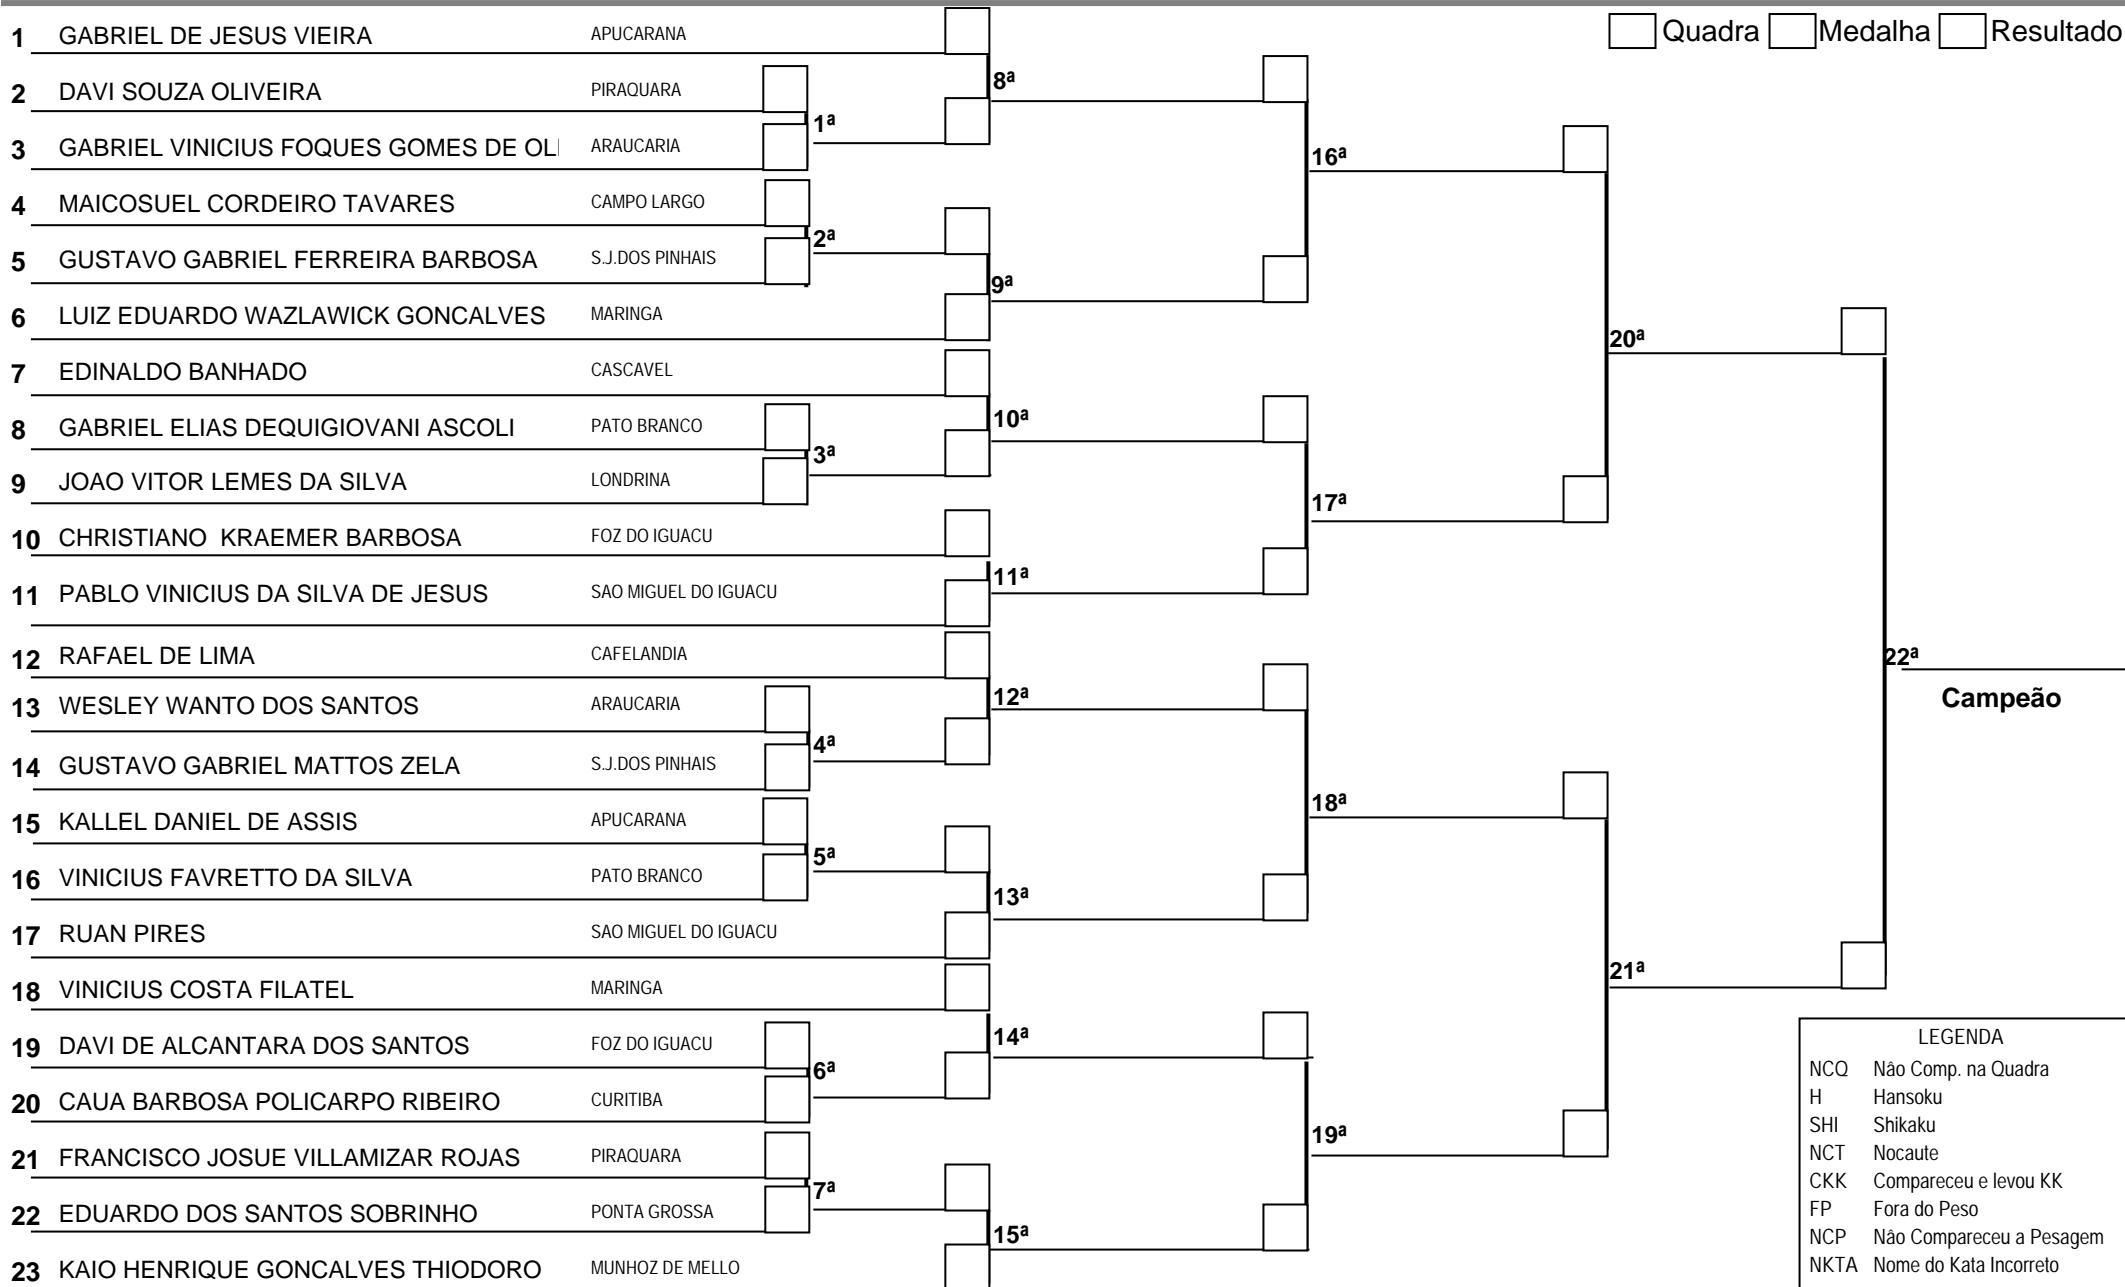 Quadra Medalha Resultado
1 GABRIEL DE JESUS VIEIRA APUCARANA
8ª
2 DAVI SOUZA OLIVEIRA PIRAQUARA
1ª
3 GABRIEL VINICIUS FOQUES GOMES DE OLI ARAUCARIA
16ª
4 MAICOSUEL CORDEIRO TAVARES CAMPO LARGO
2ª
5 GUSTAVO GABRIEL FERREIRA BARBOSA S.J.DOS PINHAIS
9ª
6 LUIZ EDUARDO WAZLAWICK GONCALVES MARINGA
20ª
7 EDINALDO BANHADO CASCAVEL
10ª
8 GABRIEL ELIAS DEQUIGIOVANI ASCOLI PATO BRANCO
3ª
9 JOAO VITOR LEMES DA SILVA LONDRINA
17ª
10 CHRISTIANO KRAEMER BARBOSA FOZ DO IGUACU
11ª
11 PABLO VINICIUS DA SILVA DE JESUS SAO MIGUEL DO IGUACU
12 RAFAEL DE LIMA CAFELANDIA
22ª
Campeão
12ª
13 WESLEY WANTO DOS SANTOS ARAUCARIA
4ª
14 GUSTAVO GABRIEL MATTOS ZELA S.J.DOS PINHAIS
18ª
15 KALLEL DANIEL DE ASSIS APUCARANA
5ª
16 VINICIUS FAVRETTO DA SILVA PATO BRANCO
13ª
17 RUAN PIRES SAO MIGUEL DO IGUACU
21ª
18 VINICIUS COSTA FILATEL MARINGA
14ª
19 DAVI DE ALCANTARA DOS SANTOS FOZ DO IGUACU
6ª
20 CAUA BARBOSA POLICARPO RIBEIRO CURITIBA
19ª
21 FRANCISCO JOSUE VILLAMIZAR ROJAS PIRAQUARA
7ª
22 EDUARDO DOS SANTOS SOBRINHO PONTA GROSSA
15ª
23 KAIO HENRIQUE GONCALVES THIODORO MUNHOZ DE MELLO
LEGENDA
NCQ Nâo Comp. na Quadra
H Hansoku
SHI Shikaku
NCT Nocaute
CKK Compareceu e levou KK
FP Fora do Peso
NCP Nâo Compareceu a Pesagem
NKTA Nome do Kata Incorreto